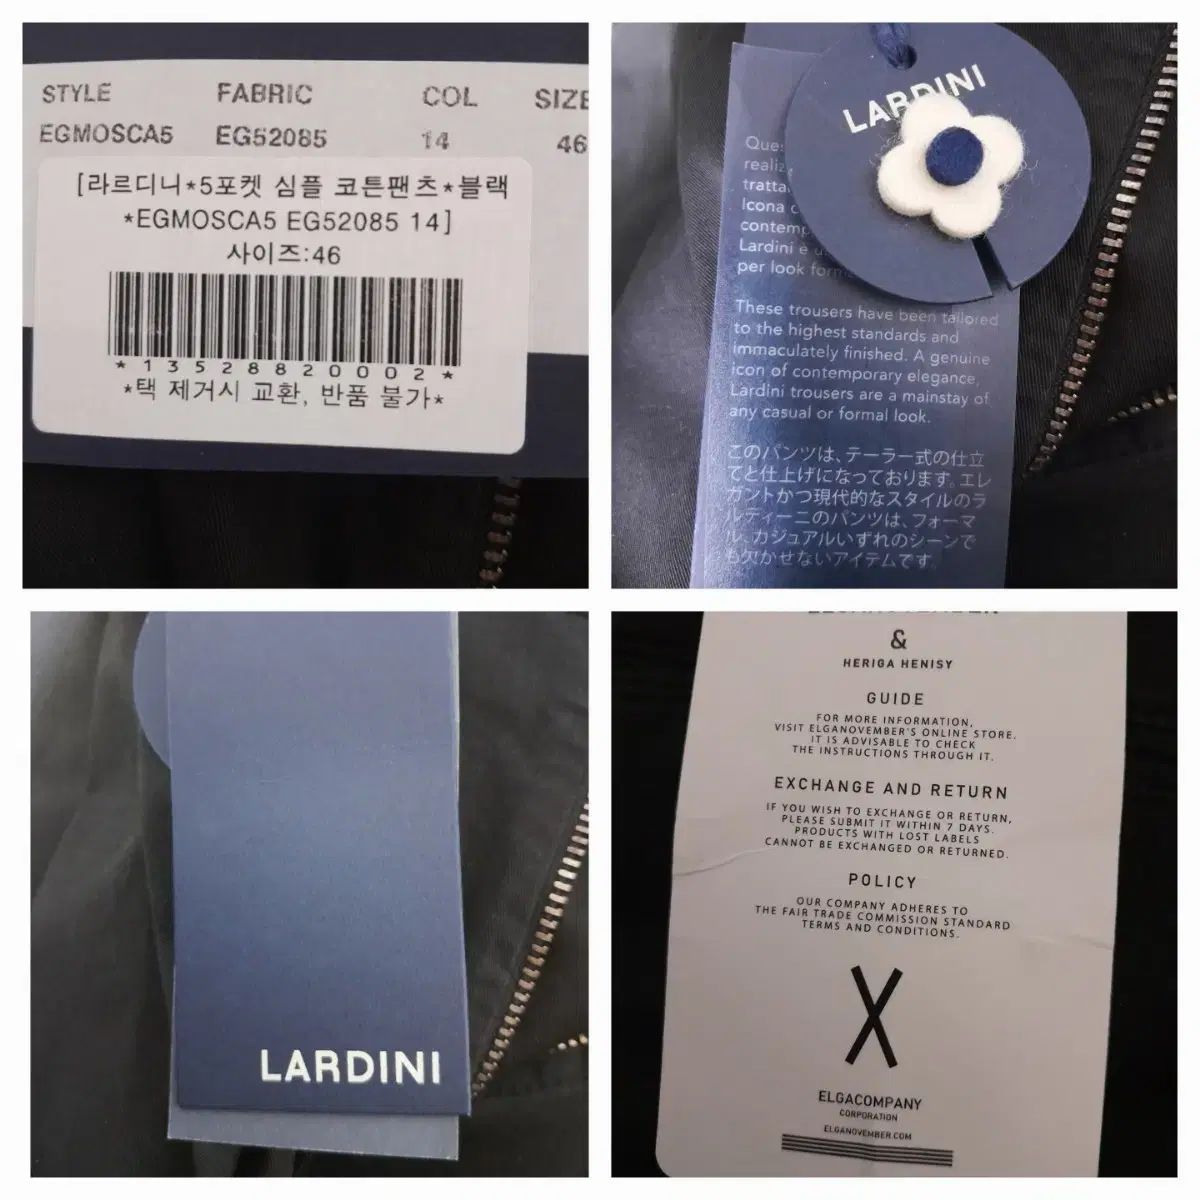 STYLE FABRIC COL SIZE
EGMOSCA5 EG52085 14 46
[라르디니*5포켓 심플 코튼팬츠*블랙
*EGMOSCA5 EG52085 14]
사이즈:46
*13528820002*
*택 제거시 교환, 반품 불가*
LARDINI
Icona
Lardini è
per look
These trousers have been tailored
to the highest standards and
immaculately finished. A genuine
icon of contemporary elegance,
Lardini trousers are a mainstay of
any casual or formal look.
このパンツは、テーラー式の仕立
てと仕上げになっております。エレ
ガントかつ現代的なスタイルのラ
ルディーニのパンツは、フォーマ
ル、カジュアルいずれのシーンで
も欠かせないアイテムです。
LARDINI
&
HERIGA HENISY
GUIDE
FOR MORE INFORMATION,
VISIT ELGANOVEMBER'S ONLINE STORE.
IT IS ADVISABLE TO CHECK
THE INSTRUCTIONS THROUGH IT.
EXCHANGE AND RETURN
IF YOU WISH TO EXCHANGE OR RETURN,
PLEASE SUBMIT IT WITHIN 7 DAYS.
PRODUCTS WITH LOST LABELS
CANNOT BE EXCHANGED OR RETURNED.
POLICY
OUR COMPANY ADHERES TO
THE FAIR TRADE COMMISSION STANDARD
TERMS AND CONDITIONS.
ELGACOMPANY
CORPORATION
ELGANOVEMBER.COM